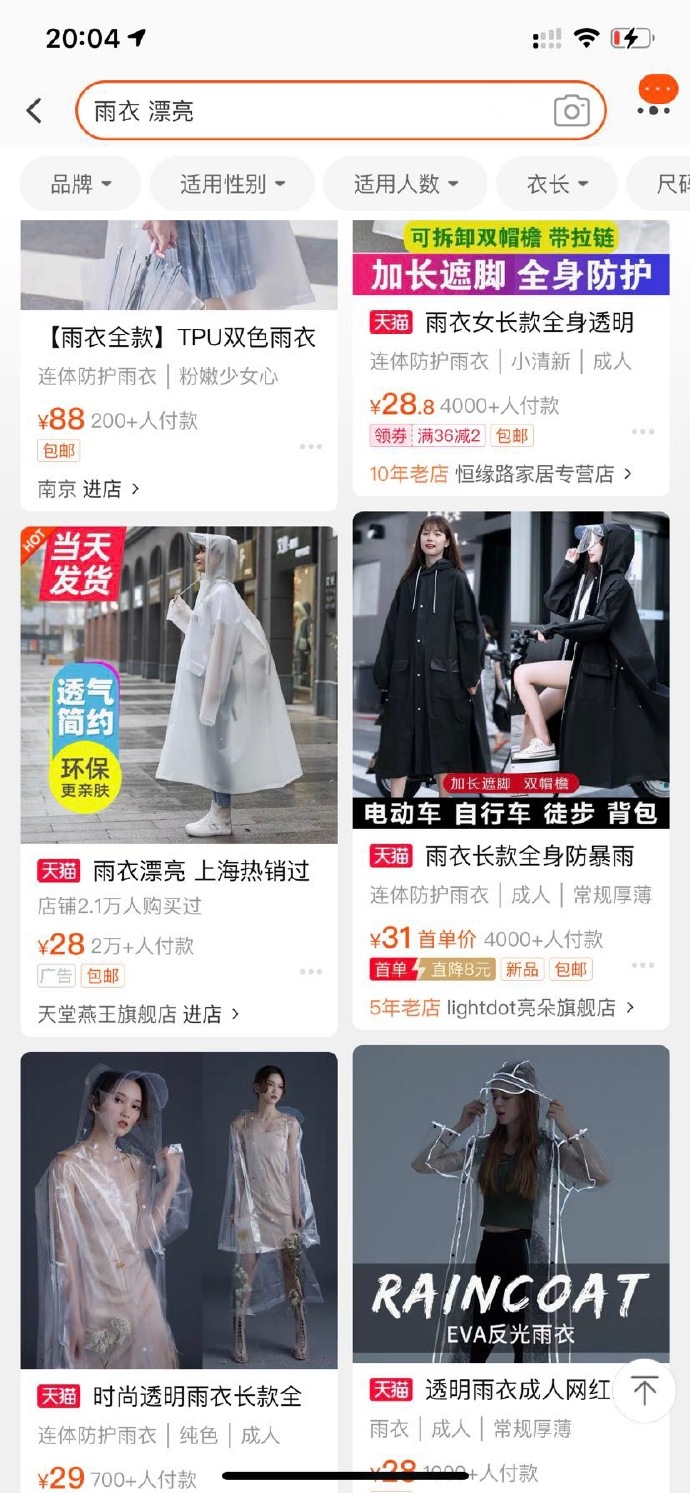 20:04
雨衣 漂亮
品牌
适用性别
适用人数
衣长
尺码
【雨衣全款】TPU双色雨衣
连体防护雨衣｜粉嫩少女心
¥88 200+人付款
包邮
南京 进店
可拆卸双帽檐 带拉链
加长遮脚 全身防护
天猫 雨衣女长款全身透明
连体防护雨衣｜小清新｜成人
¥28.8 4000+人付款
领券 满36减2 包邮
10年老店 恒缘路家居专营店
HOT
当天
发货
透气
简约
环保
更亲肤
天猫 雨衣漂亮 上海热销过
店铺2.1万人购买过
¥28 2万+人付款
广告 包邮
天堂燕王旗舰店 进店
加长遮脚 双帽檐
电动车 自行车 徒步 背包
天猫 雨衣长款全身防暴雨
连体防护雨衣｜成人｜常规厚薄
¥31 首单价 4000+人付款
首单 直降8元 新品 包邮
5年老店 lightdot亮朵旗舰店
天猫 时尚透明雨衣长款全
连体防护雨衣｜纯色｜成人
¥29 700+人付款
RAINCOAT
EVA反光雨衣
天猫 透明雨衣成人网红
雨衣｜成人｜常规厚薄
¥28 1000+人付款